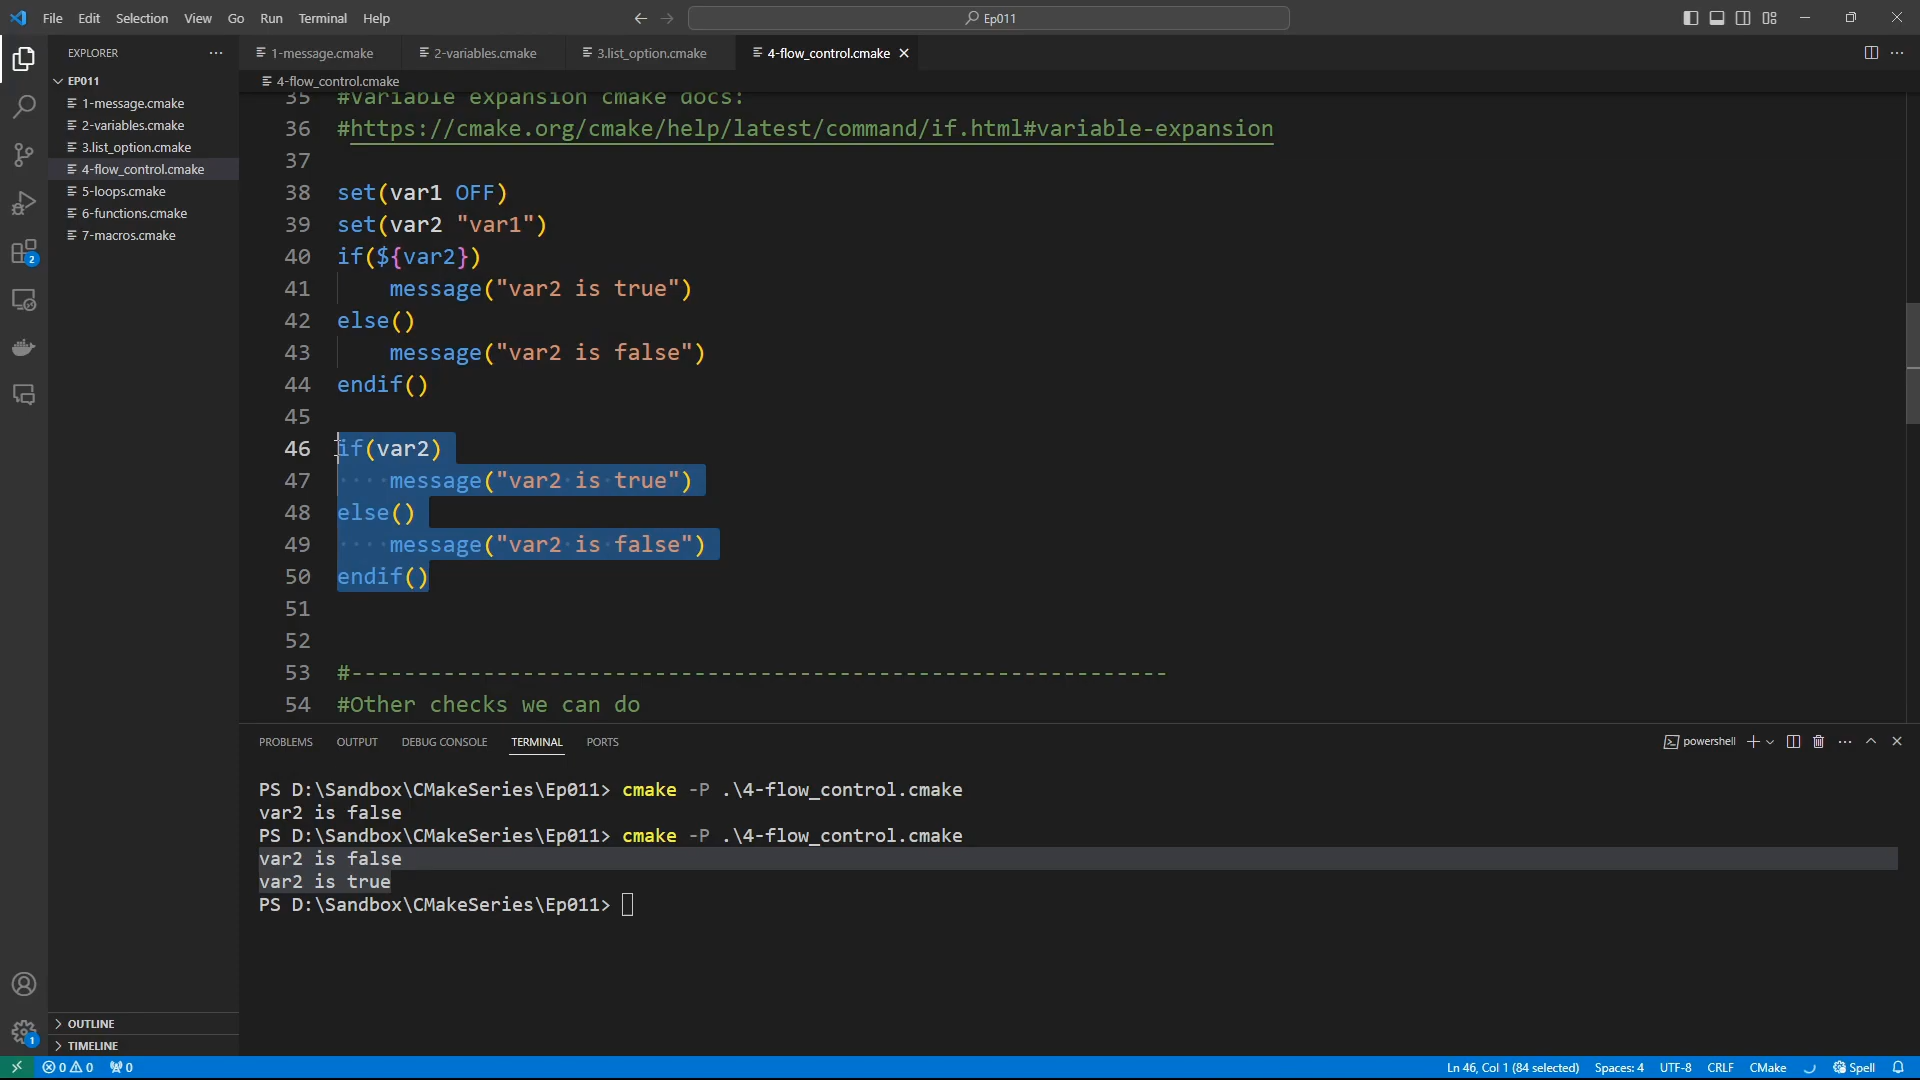 File Edit Selection View Go Run Terminal Help
Ep011
EXPLORER
1-message.cmake
2-variables.cmake
3.list_option.cmake
4-flow_control.cmake
EP011
1-message.cmake
2-variables.cmake
3.list_option.cmake
4-flow_control.cmake
5-loops.cmake
6-functions.cmake
7-macros.cmake
4-flow_control.cmake
35 #variable expansion cmake docs:
36 #https://cmake.org/cmake/help/latest/command/if.html#variable-expansion
37
38 set(var1 OFF)
39 set(var2 "var1")
40 if(${var2})
41 message("var2 is true")
42 else()
43 message("var2 is false")
44 endif()
45
46 if(var2)
47 message("var2 is true")
48 else()
49 message("var2 is false")
50 endif()
51
52
53 #--------------------------------------------------------------
54 #Other checks we can do
PROBLEMS OUTPUT DEBUG CONSOLE TERMINAL PORTS
powershell
PS D:\Sandbox\CMakeSeries\Ep011> cmake -P .\4-flow_control.cmake
var2 is false
PS D:\Sandbox\CMakeSeries\Ep011> cmake -P .\4-flow_control.cmake
var2 is false
var2 is true
PS D:\Sandbox\CMakeSeries\Ep011>
2
1
OUTLINE
TIMELINE
0 0 0
Ln 46, Col 1 (84 selected) Spaces: 4 UTF-8 CRLF CMake Spell